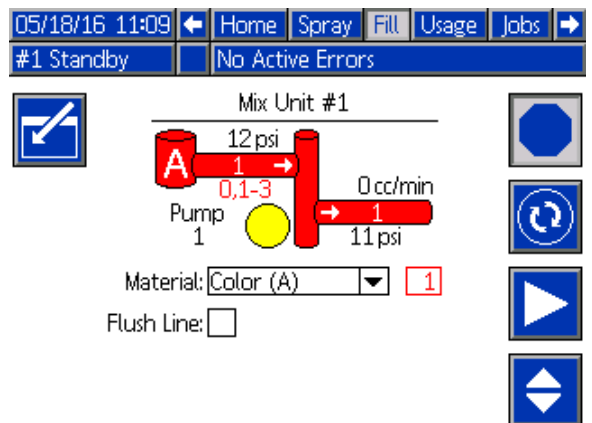 05/18/16 11:09 Home Spray Fill Usage Jobs
#1 Standby No Active Errors
Mix Unit #1
12 psi
A 1
0,1-3 0 cc/min
Pump 1
1 11 psi
Material: Color (A) 1
Flush Line: